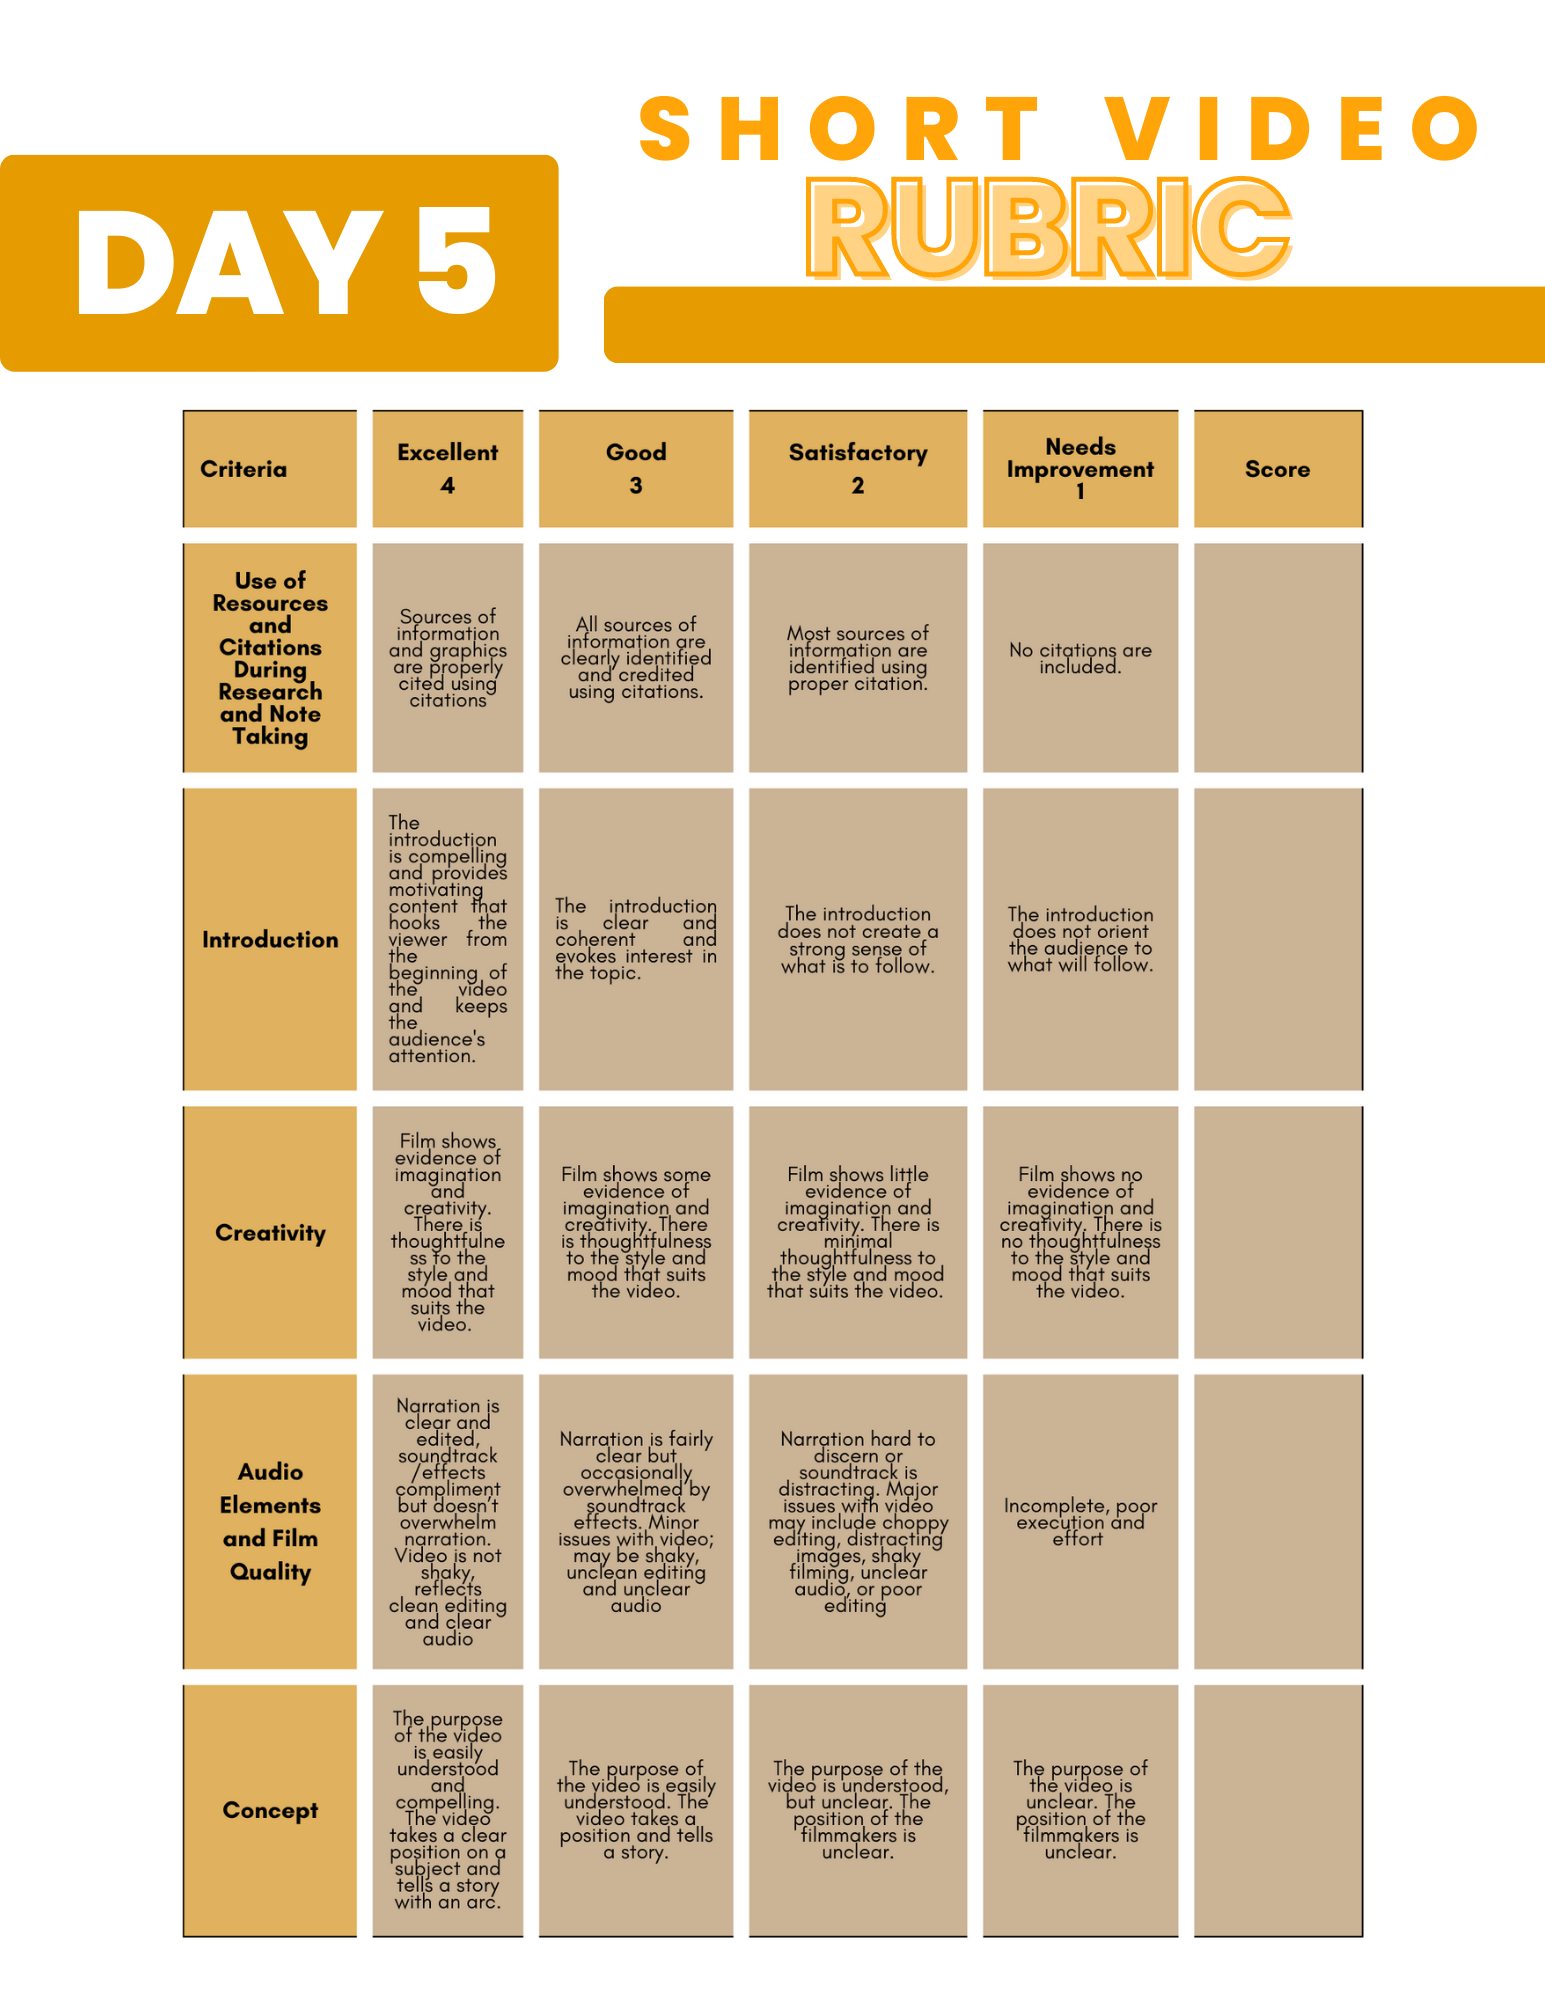 SHORT VIDEO
RUBRIC
DAY 5
Criteria
Excellent
4
Good
3
Satisfactory
2
Needs
Improvement
1
Score
Use of
Resources
and
Citations
During
Research
and Note
Taking
Sources of
information
and graphics
are properly
cited using
citations
All sources of
information are
clearly identified
and credited
using citations.
Most sources of
information are
identified using
proper citation.
No citations are
included.
Introduction
The
introduction
is compelling
and provides
motivating
content that
hooks the
viewer from
the
beginning of
the video
and keeps
the
audience's
attention.
The introduction
is clear and
coherent and
evokes interest in
the topic.
The introduction
does not create a
strong sense of
what is to follow.
The introduction
does not orient
the audience to
what will follow.
Creativity
Film shows
evidence of
imagination
and
creativity.
There is
thoughtfulne
ss to the
style and
mood that
suits the
video.
Film shows some
evidence of
imagination and
creativity. There
is thoughtfulness
to the style and
mood that suits
the video.
Film shows little
evidence of
imagination and
creativity. There is
minimal
thoughtfulness to
the style and mood
that suits the video.
Film shows no
evidence of
imagination and
creativity. There is
no thoughtfulness
to the style and
mood that suits
the video.
Audio
Elements
and Film
Quality
Narration is
clear and
edited,
soundtrack
/effects
compliment
but doesn't
overwhelm
narration.
Video is not
shaky,
reflects
clean editing
and clear
audio
Narration is fairly
clear but
occasionally
overwhelmed by
soundtrack
effects. Minor
issues with video;
may be shaky,
unclean editing
and unclear
audio
Narration hard to
discern or
soundtrack is
distracting. Major
issues with video
may include choppy
editing, distracting
images, shaky
filming, unclear
audio, or poor
editing
Incomplete, poor
execution and
effort
Concept
The purpose
of the video
is easily
understood
and
compelling.
The video
takes a clear
position on a
subject and
tells a story
with an arc.
The purpose of
the video is easily
understood. The
video takes a
position and tells
a story.
The purpose of the
video is understood,
but unclear. The
position of the
filmmakers is
unclear.
The purpose of
the video is
unclear. The
position of the
filmmakers is
unclear.